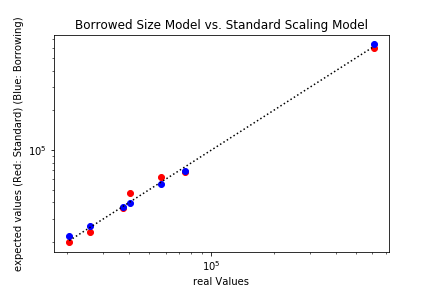 Borrowed Size Model vs. Standard Scaling Model
expected values (Red: Standard) (Blue: Borrowing)
10⁵
10⁵
real Values